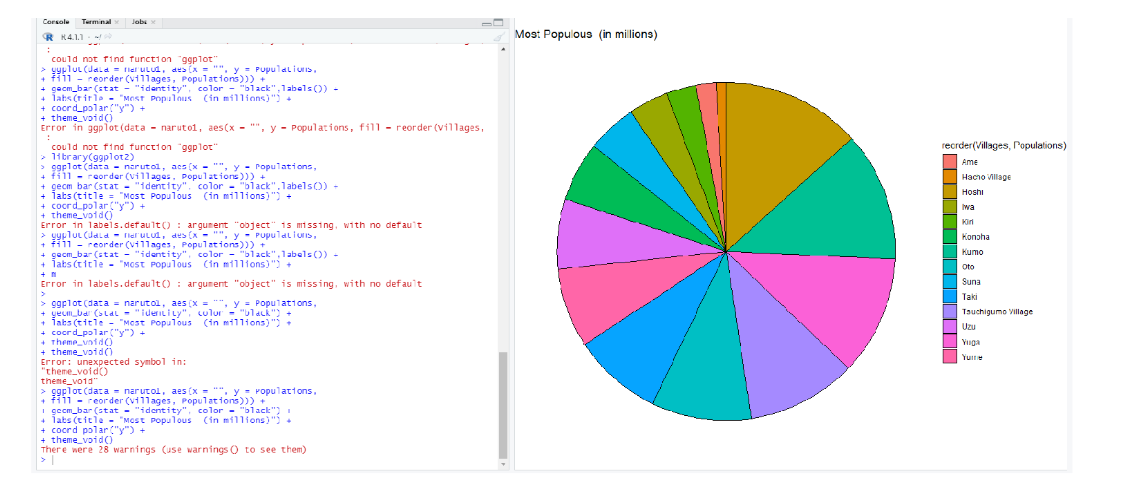 Console Terminal × Jobs ×
R 4.1.1 · ~/
:
could not find function "ggplot"
> ggplot(data = naruto1, aes(x = "", y = Populations,
+ fill = reorder(Villages, Populations))) +
+ geom_bar(stat = "identity", color = "black",labels()) +
+ labs(title = "Most Populous (in millions)") +
+ coord_polar("y") +
+ theme_void()
Error in ggplot(data = naruto1, aes(x = "", y = Populations, fill = reorder(Villages,
:
could not find function "ggplot"
> library(ggplot2)
> ggplot(data = naruto1, aes(x = "", y = Populations,
+ fill = reorder(Villages, Populations))) +
+ geom_bar(stat = "identity", color = "black",labels()) +
+ labs(title = "Most Populous (in millions)") +
+ coord_polar("y") +
+ theme_void()
Error in labels.default() : argument "object" is missing, with no default
> ggplot(data = naruto1, aes(x = "", y = Populations,
+ fill = reorder(Villages, Populations))) +
+ geom_bar(stat = "identity", color = "black",labels()) +
+ labs(title = "Most Populous (in millions)") +
+ m
Error in labels.default() : argument "object" is missing, with no default
>
> ggplot(data = naruto1, aes(x = "", y = Populations,
+ geom_bar(stat = "identity", color = "black") +
+ labs(title = "Most Populous (in millions)") +
+ coord_polar("y") +
+ theme_void()
+ theme_void()
Error: unexpected symbol in:
"theme_void()
theme_void"
> ggplot(data = naruto1, aes(x = "", y = Populations,
+ fill = reorder(Villages, Populations))) +
+ geom_bar(stat = "identity", color = "black") +
+ labs(title = "Most Populous (in millions)") +
+ coord_polar("y") +
+ theme_void()
There were 28 warnings (use warnings() to see them)
>
Most Populous (in millions)
reorder(Villages, Populations)
Ame
Hacho Village
Hoshi
Iwa
Kiri
Konoha
Kumo
Oto
Suna
Taki
Tsuchigumo Village
Uzu
Yuga
Yume